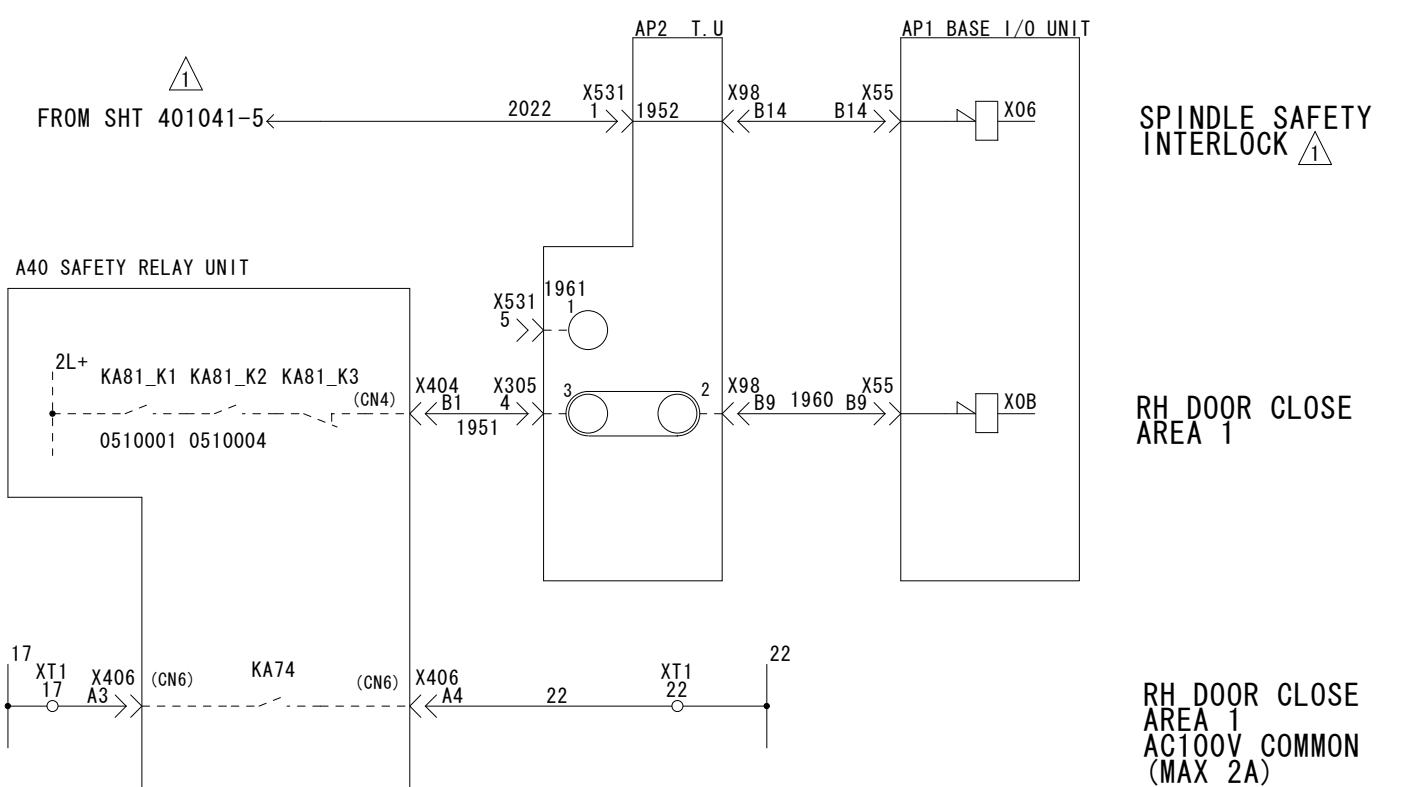 AP2 T.U
AP1 BASE I/O UNIT
1
FROM SHT 401041-5
2022
X531
1
1952
X98
B14
X55
B14
X06
SPINDLE SAFETY
INTERLOCK
1
A40 SAFETY RELAY UNIT
X531
5
1961
1
2L+
KA81_K1 KA81_K2 KA81_K3
(CN4)
0510001 0510004
X404
B1
1951
X305
4
3
2
X98
B9
1960
X55
B9
X0B
RH DOOR CLOSE
AREA 1
17
XT1
17
X406
A3
(CN6)
KA74
(CN6)
X406
A4
22
XT1
22
22
RH DOOR CLOSE
AREA 1
AC100V COMMON
(MAX 2A)